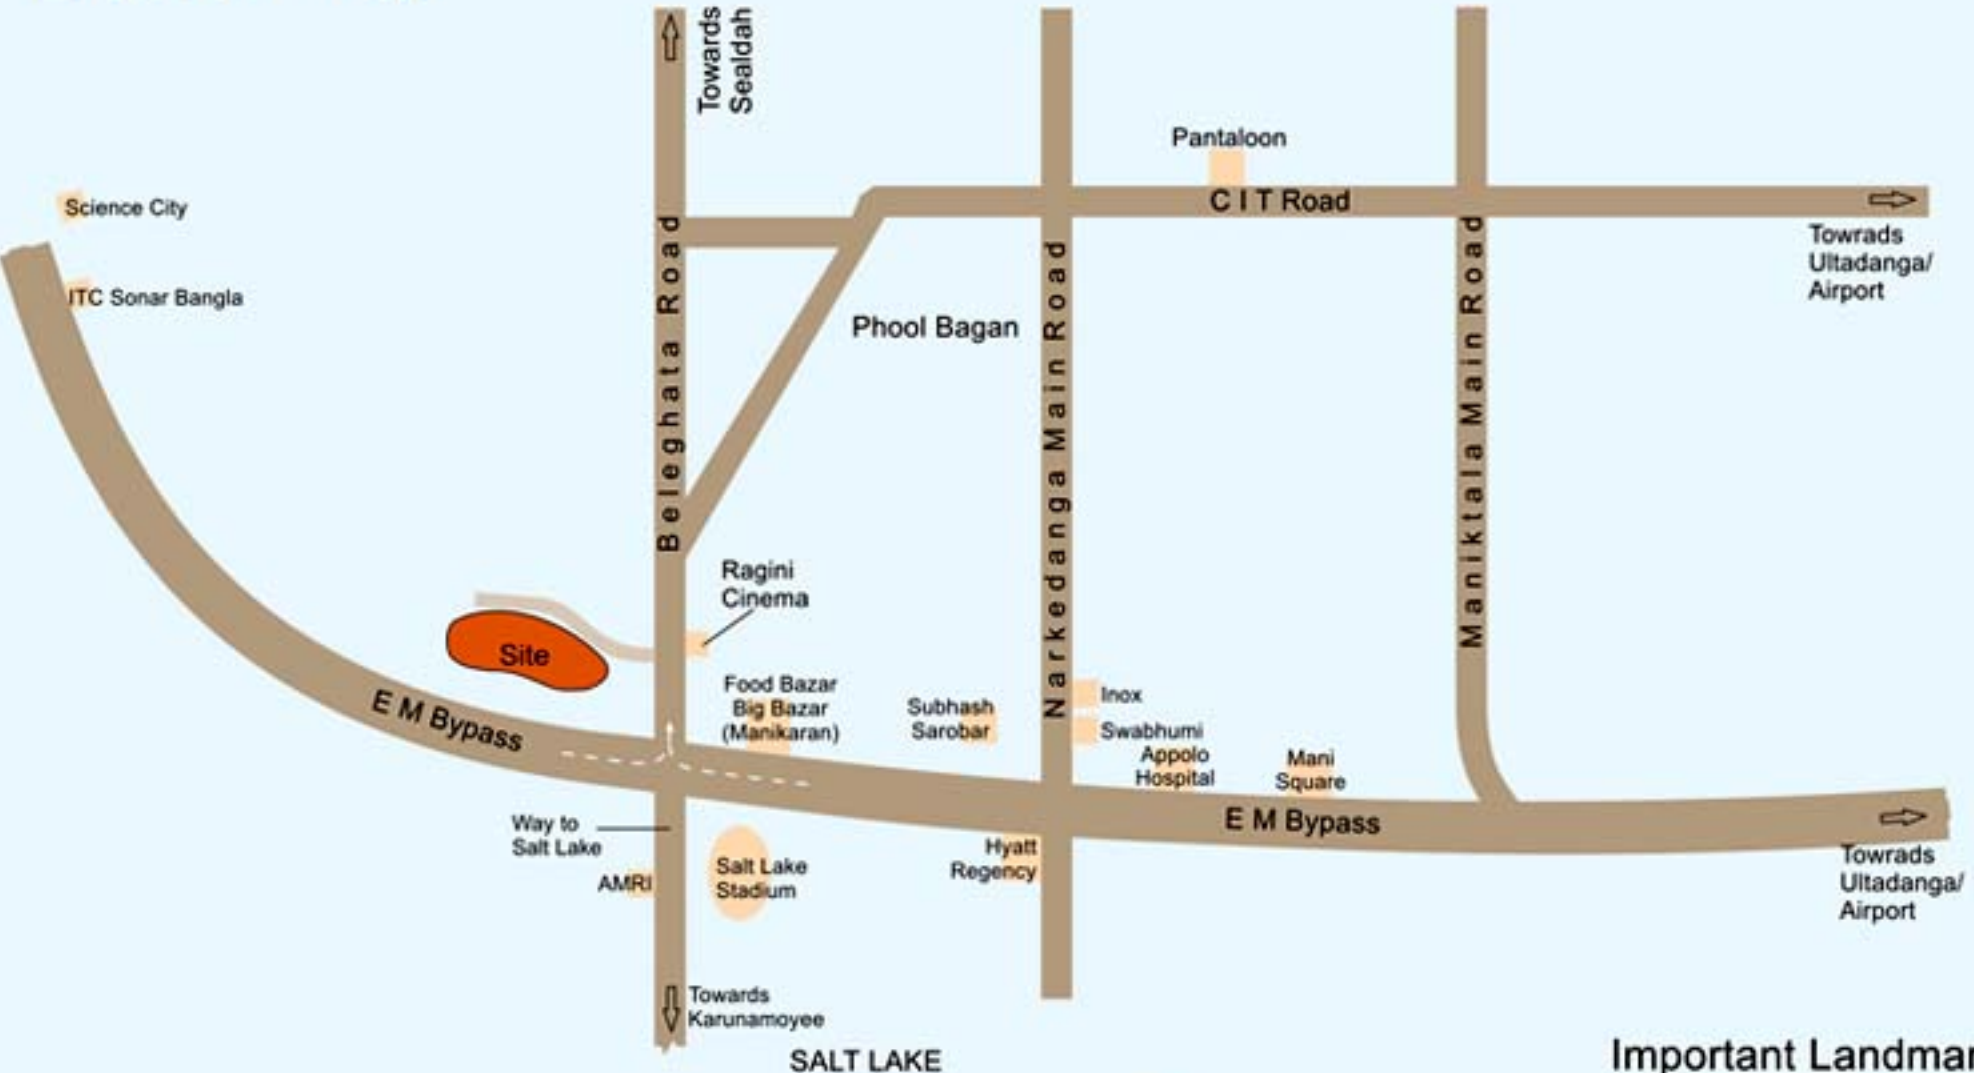 Towards
Sealdah
Pantaloon
C I T Road
Science City
Towrads
Ultadanga/
Airport
ITC Sonar Bangla
Beleghata Road
Phool Bagan
Narkedanga Main Road
Maniktala Main Road
Ragini
Cinema
Site
Food Bazar
Big Bazar
(Manikaran)
Subhash
Sarobar
Inox
Swabhumi
E M Bypass
Appolo
Hospital
Mani
Square
E M Bypass
Way to
Salt Lake
Hyatt
Regency
Towrads
Ultadanga/
Airport
AMRI
Salt Lake
Stadium
Towards
Karunamoyee
SALT LAKE
Important